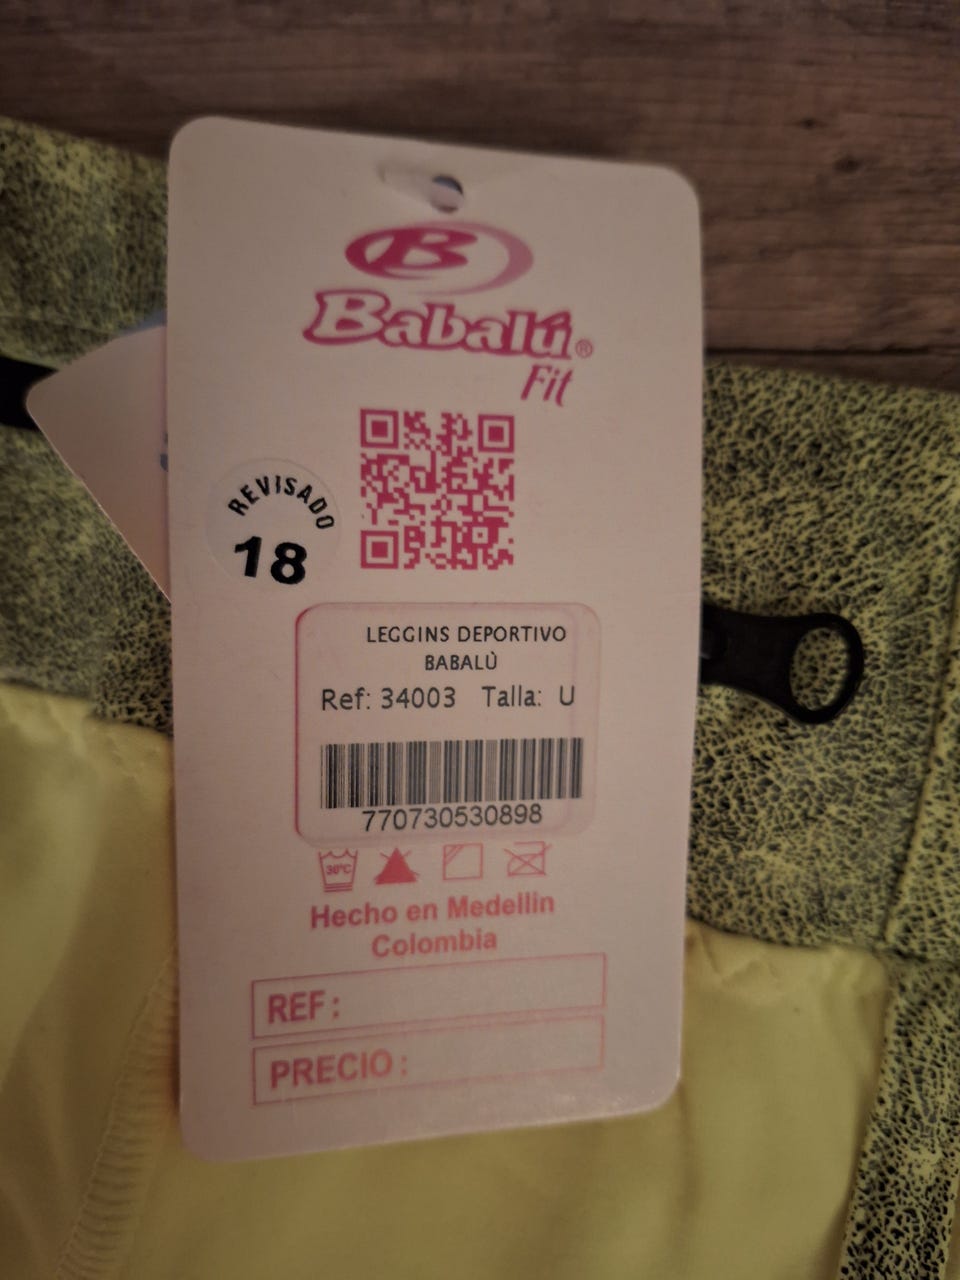 B
Babalú®
Fit
REVISADO
18
LEGGINS DEPORTIVO
BABALÙ
Ref: 34003 Talla: U
770730530898
30°C
Hecho en Medellin
Colombia
REF :
PRECIO :